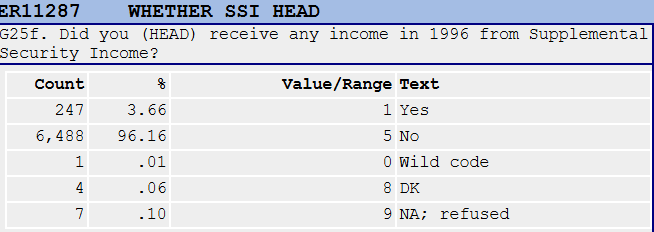 ER11287 WHETHER SSI HEAD
G25f. Did you (HEAD) receive any income in 1996 from Supplemental
Security Income?
Count % Value/Range Text
247 3.66 1 Yes
6,488 96.16 5 No
1 .01 0 Wild code
4 .06 8 DK
7 .10 9 NA; refused